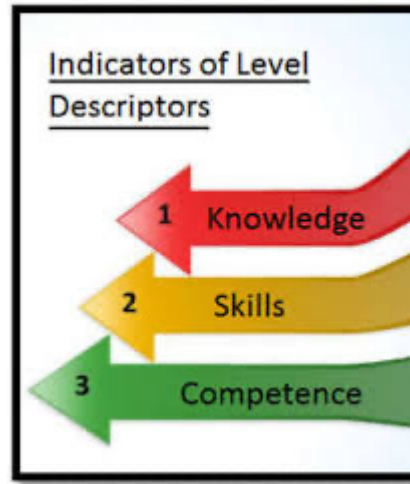 Indicators of Level
Descriptors
1 Knowledge
2 Skills
3 Competence